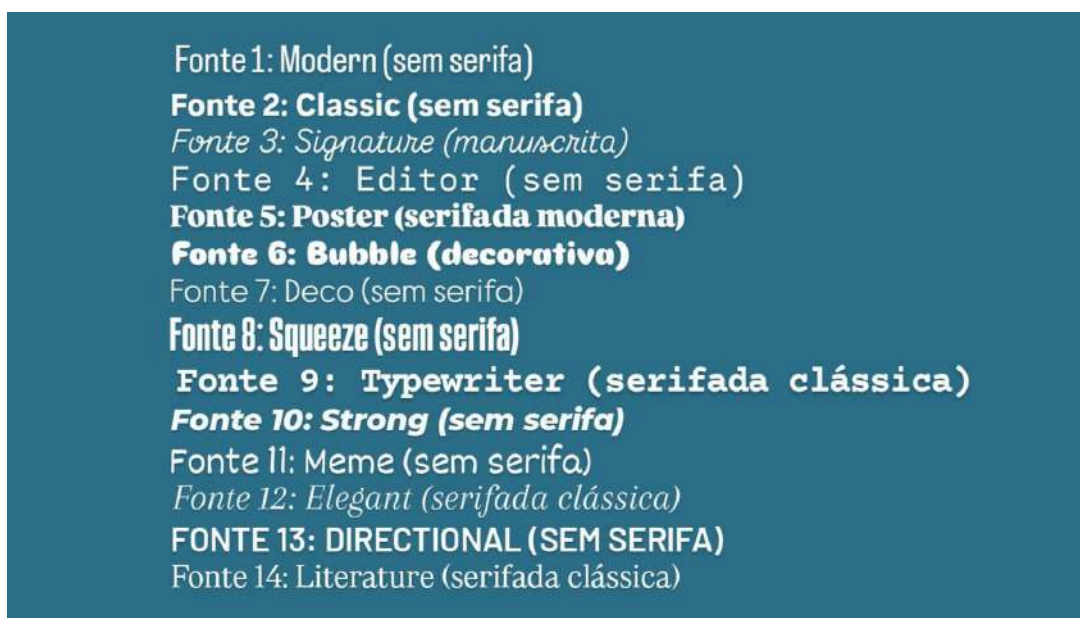 Fonte 1: Modern (sem serifa)
Fonte 2: Classic (sem serifa)
Fonte 3: Signature (manuscrita)
Fonte 4: Editor (sem serifa)
Fonte 5: Poster (serifada moderna)
Fonte 6: Bubble (decorativa)
Fonte 7: Deco (sem serifa)
Fonte 8: Squeeze (sem serifa)
Fonte 9: Typewriter (serifada clássica)
Fonte 10: Strong (sem serifa)
Fonte 11: Meme (sem serifa)
Fonte 12: Elegant (serifada clássica)
FONTE 13: DIRECTIONAL (SEM SERIFA)
Fonte 14: Literature (serifada clássica)